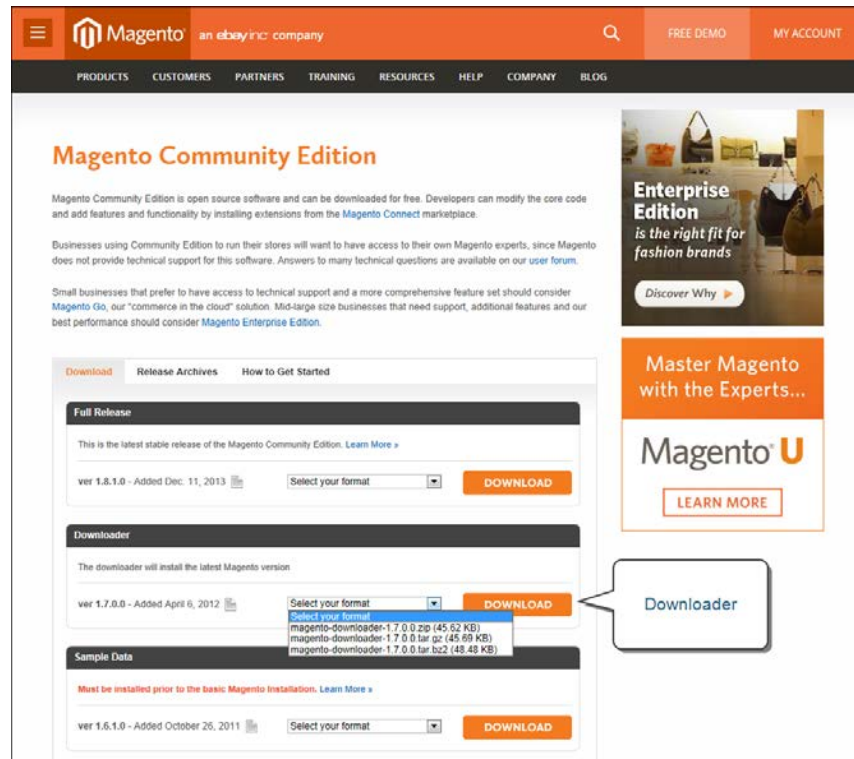 Magento® an ebay inc company
FREE DEMO
MY ACCOUNT
PRODUCTS CUSTOMERS PARTNERS TRAINING RESOURCES HELP COMPANY BLOG
Magento Community Edition
Magento Community Edition is open source software and can be downloaded for free. Developers can modify the core code
and add features and functionality by installing extensions from the Magento Connect marketplace.
Businesses using Community Edition to run their stores will want to have access to their own Magento experts, since Magento
does not provide technical support for this software. Answers to many technical questions are available on our user forum.
Small businesses that prefer to have access to technical support and a more comprehensive feature set should consider
Magento Go, our "commerce in the cloud" solution. Mid-large size businesses that need support, additional features and our
best performance should consider Magento Enterprise Edition.
Enterprise
Edition
is the right fit for
fashion brands
Discover Why
Master Magento
with the Experts...
Magento® U
LEARN MORE
Download Release Archives How to Get Started
Full Release
This is the latest stable release of the Magento Community Edition. Learn More »
ver 1.8.1.0 - Added Dec. 11, 2013 Select your format DOWNLOAD
Downloader
The downloader will install the latest Magento version
ver 1.7.0.0 - Added April 6, 2012 Select your format DOWNLOAD
Select your format
magento-downloader-1.7.0.0.zip (45.62 KB)
magento-downloader-1.7.0.0.tar.gz (45.69 KB)
magento-downloader-1.7.0.0.tar.bz2 (48.48 KB)
Downloader
Sample Data
Must be installed prior to the basic Magento Installation. Learn More »
ver 1.6.1.0 - Added October 26, 2011 Select your format DOWNLOAD